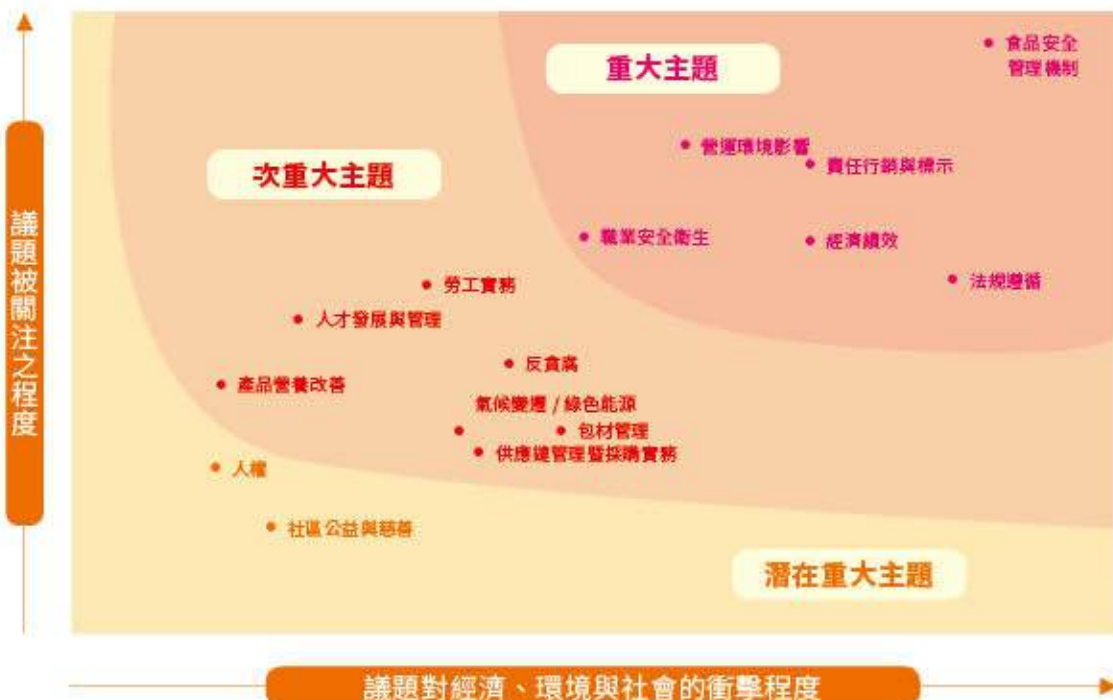 食品安全
管理機制
重大主題
營運環境影響
責任行銷與標示
次重大主題
職業安全衛生
經濟績效
法規遵循
勞工實務
人才發展與管理
反貪腐
產品營養改善
氣候變遷 / 綠色能源
包材管理
供應鏈管理暨採購實務
人權
社區公益與慈善
潛在重大主題
議題被關注之程度
議題對經濟、環境與社會的衝擊程度